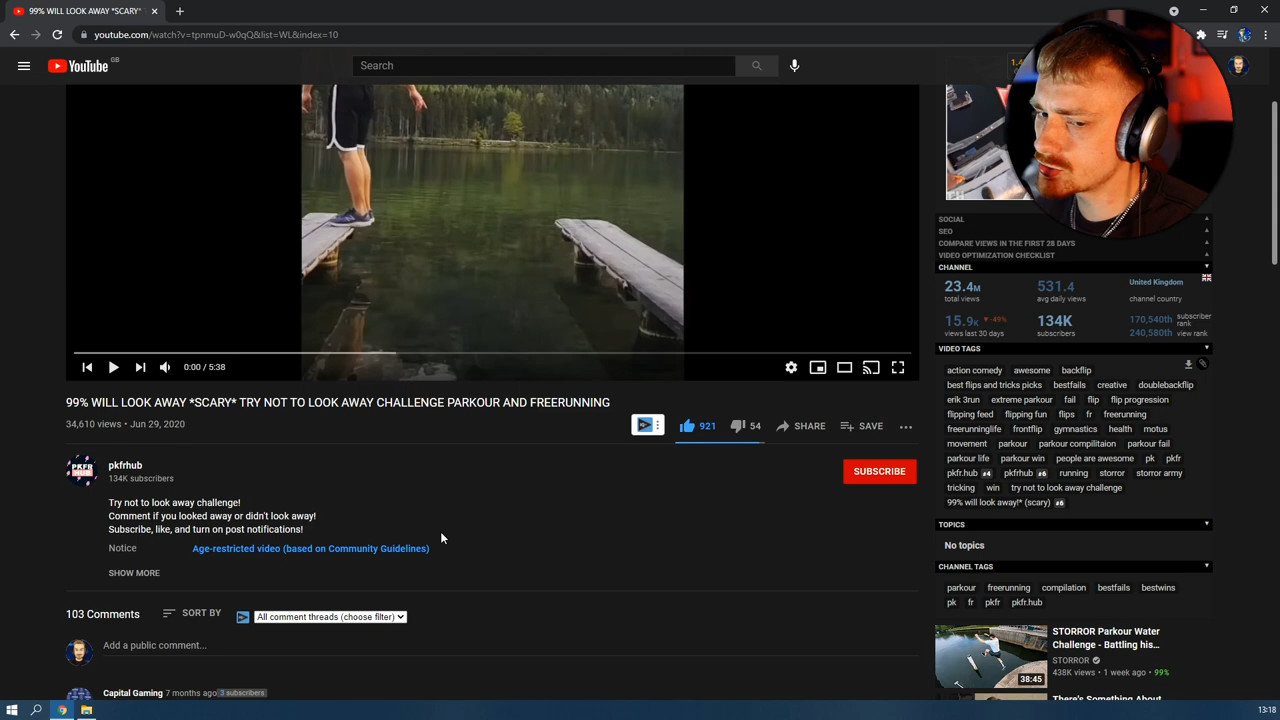 99% WILL LOOK AWAY *SCARY*
youtube.com/watch?v=tpnmuD-w0qQ&list=WL&index=10
YouTube GB
Search
0:00 / 5:38
99% WILL LOOK AWAY *SCARY* TRY NOT TO LOOK AWAY CHALLENGE PARKOUR AND FREERUNNING
34,610 views • Jun 29, 2020
921 54 SHARE SAVE
PKFR HUB
pkfrhub
134K subscribers
SUBSCRIBE
Try not to look away challenge!
Comment if you looked away or didn't look away!
Subscribe, like, and turn on post notifications!
Notice Age-restricted video (based on Community Guidelines)
SHOW MORE
103 Comments SORT BY All comment threads (choose filter)
Add a public comment...
Capital Gaming 7 months ago 3 subscribers
SOCIAL
SEO
COMPARE VIEWS IN THE FIRST 28 DAYS
VIDEO OPTIMIZATION CHECKLIST
CHANNEL
23.4M 531.4 United Kingdom
total views avg daily views channel country
15.9K ▼-49% 134K 170,540th subscriber rank
views last 30 days subscribers 240,580th view rank
VIDEO TAGS
action comedy awesome backflip
best flips and tricks picks bestfails creative doublebackflip
erik 3run extreme parkour fail flip flip progression
flipping feed flipping fun flips fr freerunning
freerunninglife frontflip gymnastics health motus
movement parkour parkour compilitaion parkour fail
parkour life parkour win people are awesome pk pkfr
pkfr.hub #4 pkfrhub #6 running storror storror army
tricking win try not to look away challenge
99% will look away!* (scary) #6
TOPICS
No topics
CHANNEL TAGS
parkour freerunning compilation bestfails bestwins
pk fr pkfr pkfr.hub
STORROR Parkour Water
Challenge - Battling his...
STORROR
438K views • 1 week ago • 99%
38:45
There's Something About
13:18